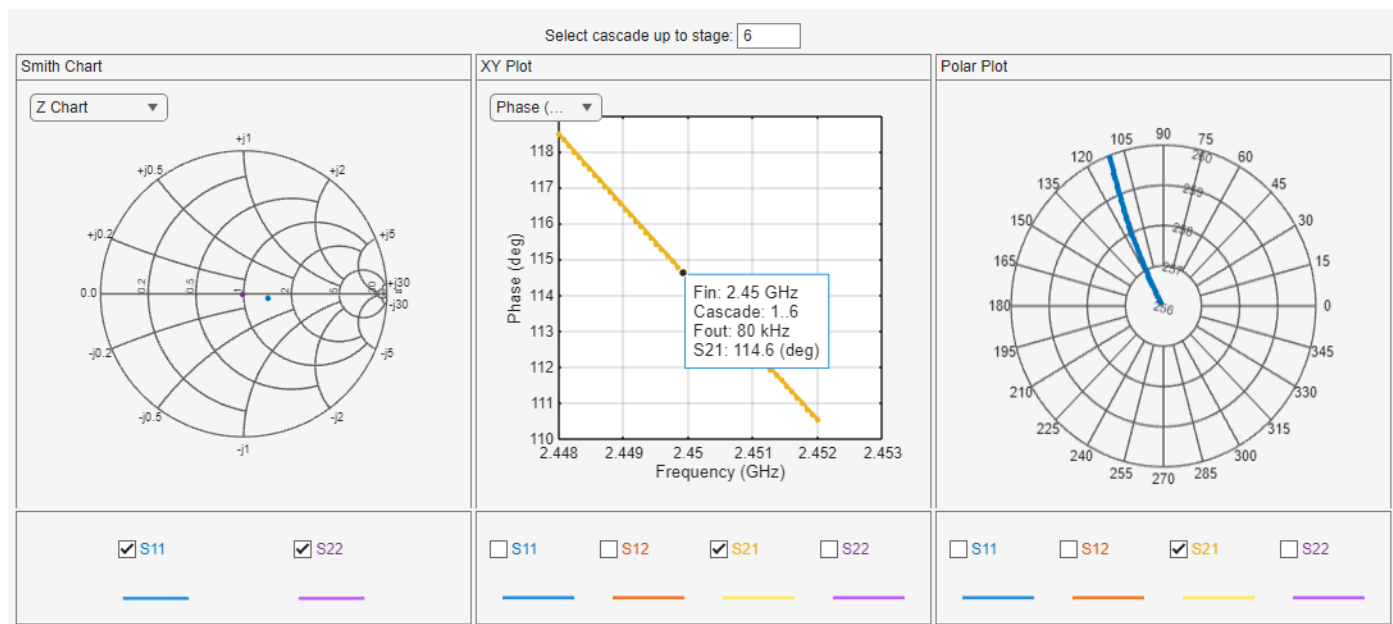 Select cascade up to stage: 6
Smith Chart
Z Chart
+j1
+j0.5
+j2
+j0.2
+j5
+j30
0.0
0.2
0.5
1
2
5
-j30
-j0.2
-j5
-j0.5
-j2
-j1
S11
S22
XY Plot
Phase (...
118
117
116
115
114
113
112
111
110
Phase (deg)
Fin: 2.45 GHz
Cascade: 1..6
Fout: 80 kHz
S21: 114.6 (deg)
2.448
2.449
2.45
2.451
2.452
2.453
Frequency (GHz)
S11
S12
S21
S22
Polar Plot
90
105
75
120
60
135
45
150
30
165
15
180
0
195
345
210
330
225
315
240
300
255
270
285
260
259
258
257
256
S11
S12
S21
S22